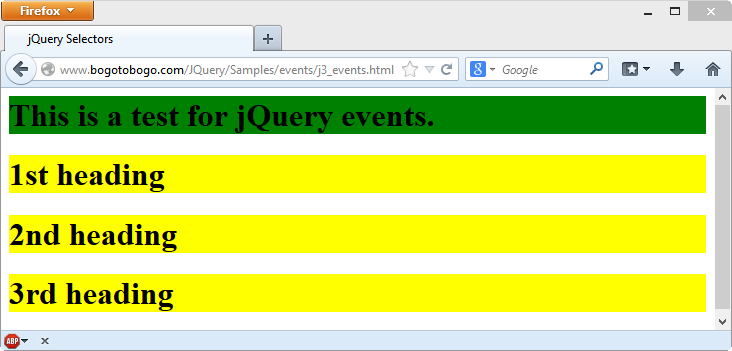 Firefox
jQuery Selectors
www.bogotobogo.com/JQuery/Samples/events/j3_events.html
Google
This is a test for jQuery events.
1st heading
2nd heading
3rd heading
ABP